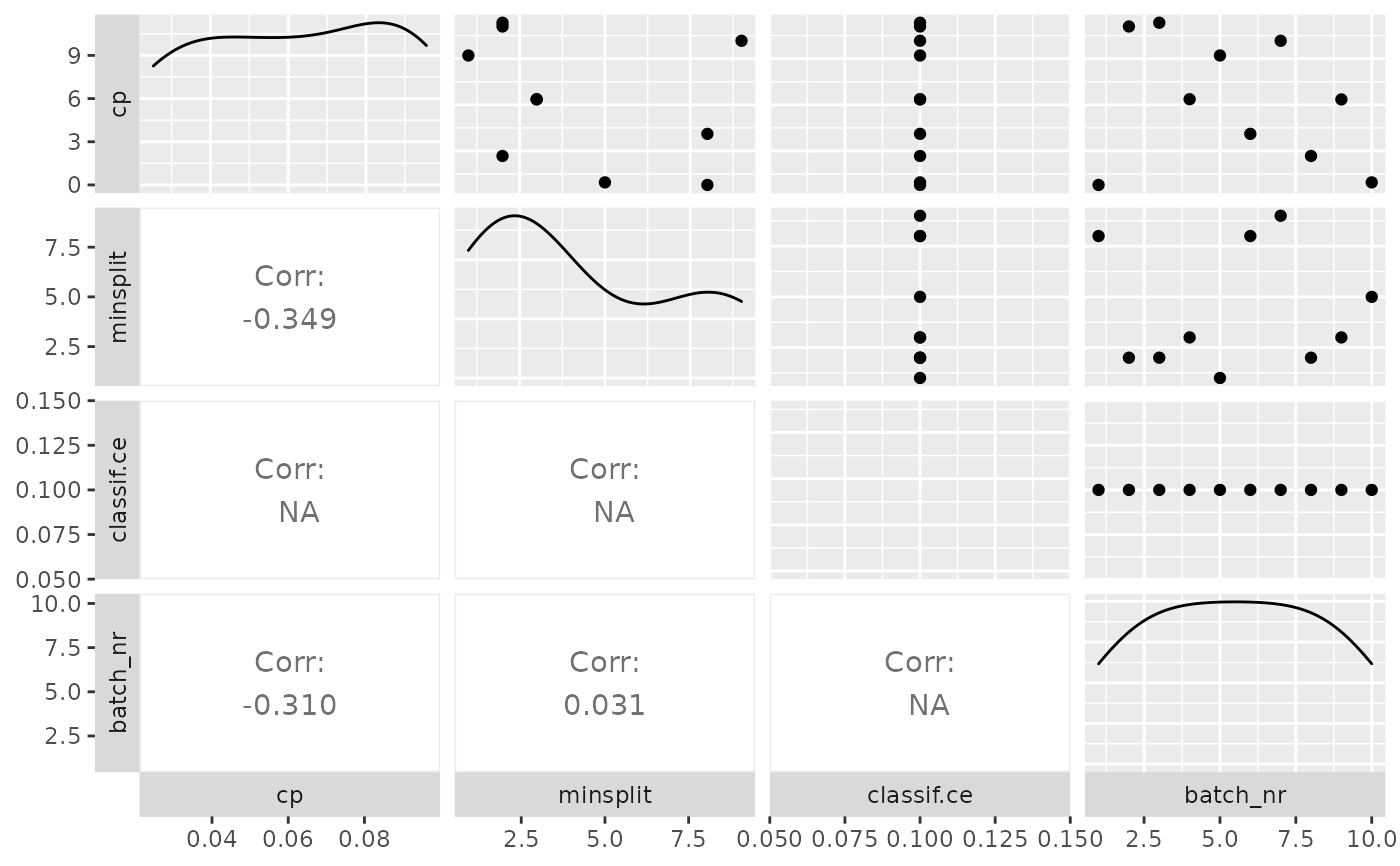 9
6
3
0
cp
7.5
5.0
2.5
minsplit
Corr:
-0.349
0.150
0.125
0.100
0.075
0.050
classif.ce
Corr:
NA
Corr:
NA
10.0
7.5
5.0
2.5
batch_nr
Corr:
-0.310
Corr:
0.031
Corr:
NA
cp minsplit classif.ce batch_nr
0.04 0.06 0.08 2.5 5.0 7.5 0.050 0.075 0.100 0.125 0.150 2.5 5.0 7.5 10.0